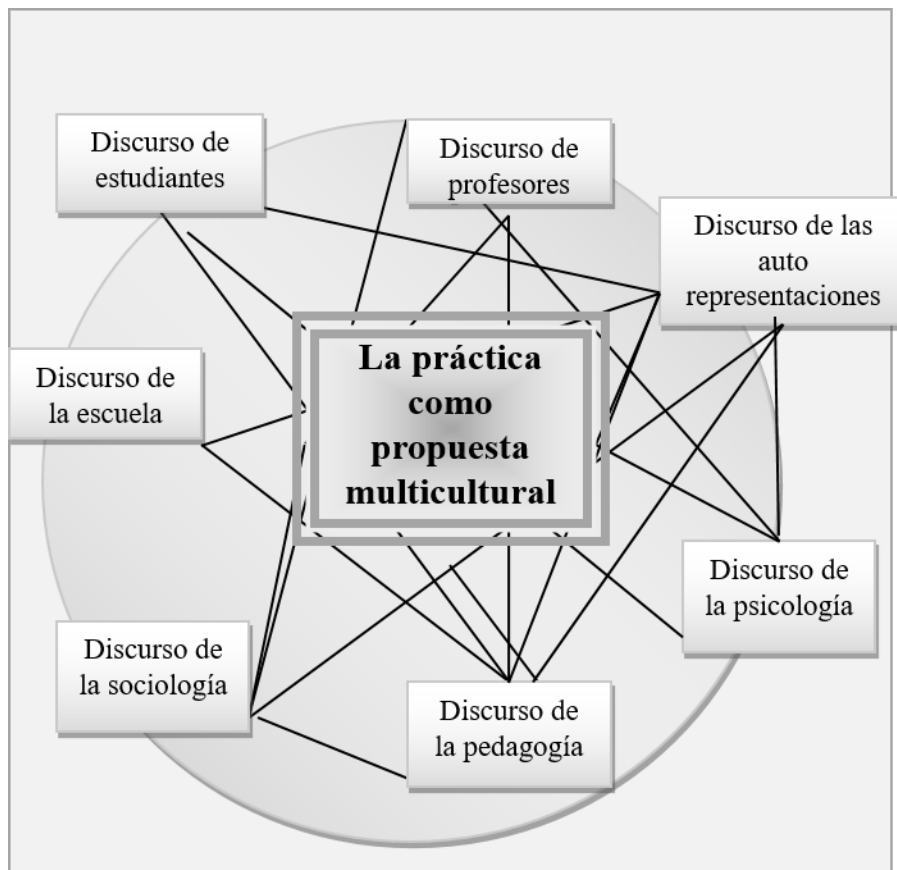 Discurso de
estudiantes
Discurso de
profesores
Discurso de las
auto
representaciones
La práctica
como
propuesta
multicultural
Discurso de
la escuela
Discurso de
la psicología
Discurso de
la sociología
Discurso de
la pedagogía